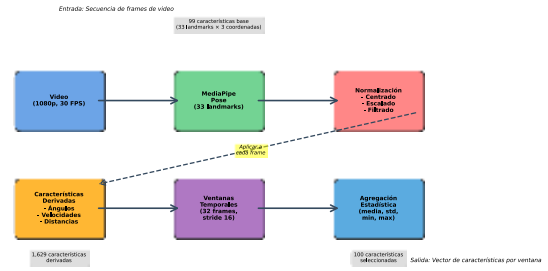 Entrada: Secuencia de frames de video
99 características base
(33 landmarks × 3 coordenadas)
Video
(1080p, 30 FPS)
MediaPipe
Pose
(33 landmarks)
Normalización
- Centrado
- Escalado
- Filtrado
Aplicar a
cada frame
Características
Derivadas
- Ángulos
- Velocidades
- Distancias
Ventanas
Temporales
(32 frames,
stride 16)
Agregación
Estadística
(media, std,
min, max)
1,629 características
derivadas
100 características
seleccionadas
Salida: Vector de características por ventana